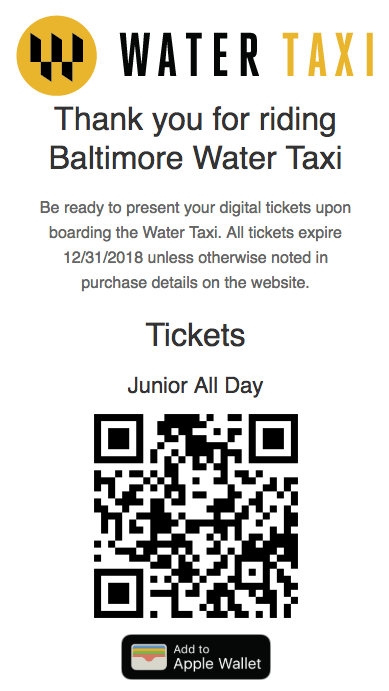 WATER TAXI
Thank you for riding
Baltimore Water Taxi
Be ready to present your digital tickets upon
boarding the Water Taxi. All tickets expire
12/31/2018 unless otherwise noted in
purchase details on the website.
Tickets
Junior All Day
Add to
Apple Wallet